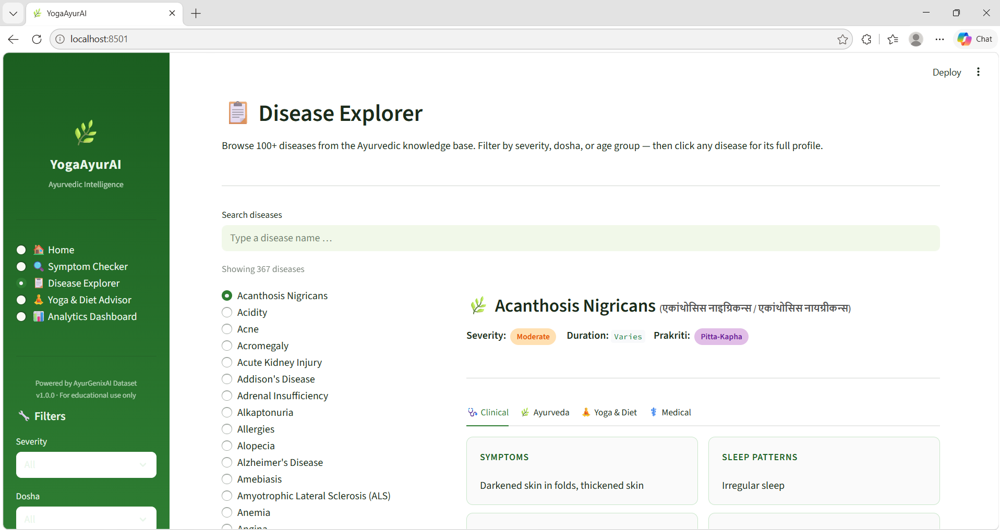 YogaAyurAI
localhost:8501
Chat
Deploy
YogaAyurAI
Ayurvedic Intelligence
Home
Symptom Checker
Disease Explorer
Yoga & Diet Advisor
Analytics Dashboard
Powered by AyurGenixAI Dataset
v1.0.0 · For educational use only
Filters
Severity
All
Dosha
All
Disease Explorer
Browse 100+ diseases from the Ayurvedic knowledge base. Filter by severity, dosha, or age group — then click any disease for its full profile.
Search diseases
Type a disease name …
Showing 367 diseases
Acanthosis Nigricans
Acidity
Acne
Acromegaly
Acute Kidney Injury
Addison's Disease
Adrenal Insufficiency
Alkaptonuria
Allergies
Alopecia
Alzheimer's Disease
Amebiasis
Amyotrophic Lateral Sclerosis (ALS)
Anemia
Angina
Acanthosis Nigricans (एकांथोसिस नाइग्रिकन्स / एकांथोसिस नायग्रीकन्स)
Severity: Moderate Duration: Varies Prakriti: Pitta-Kapha
Clinical Ayurveda Yoga & Diet Medical
SYMPTOMS
Darkened skin in folds, thickened skin
SLEEP PATTERNS
Irregular sleep